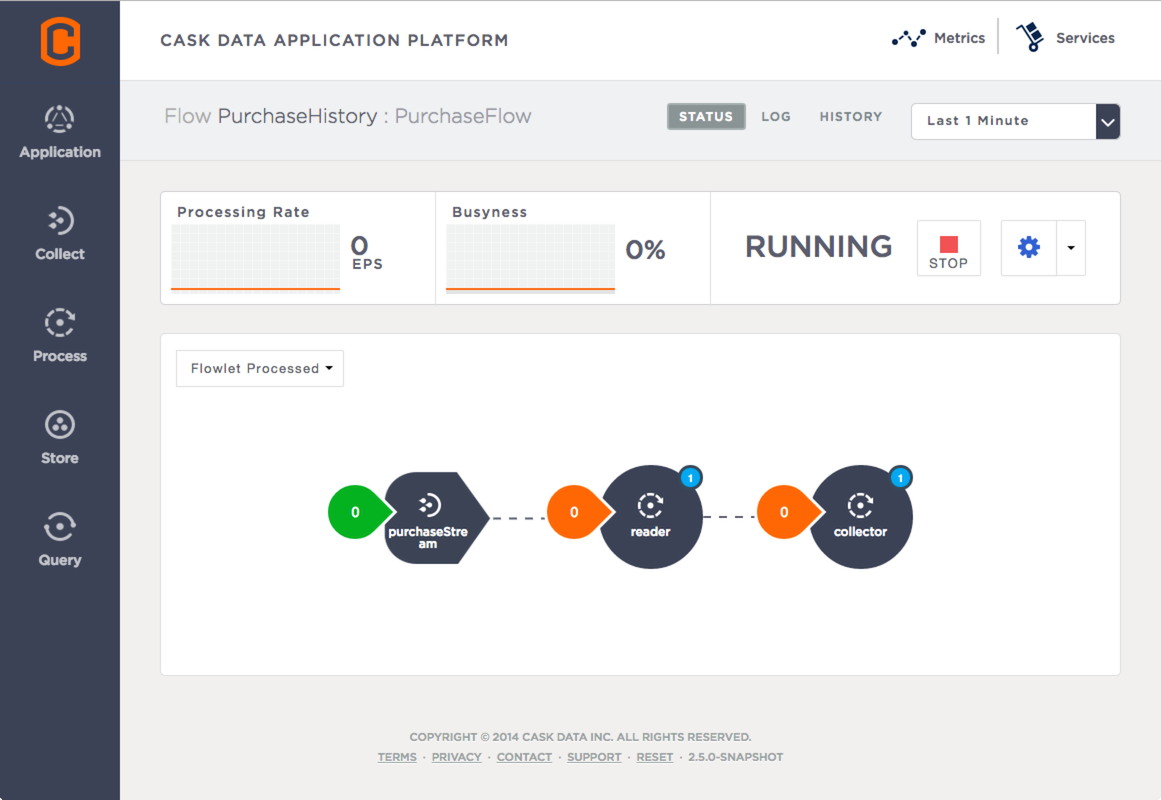 CASK DATA APPLICATION PLATFORM
Metrics
Services
Application
Collect
Process
Store
Query
Flow PurchaseHistory : PurchaseFlow
STATUS
LOG
HISTORY
Last 1 Minute
Processing Rate
0
EPS
Busyness
0%
RUNNING
STOP
Flowlet Processed
0
purchaseStre
am
0
1
reader
0
1
collector
COPYRIGHT © 2014 CASK DATA INC. ALL RIGHTS RESERVED.
TERMS · PRIVACY · CONTACT · SUPPORT · RESET · 2.5.0-SNAPSHOT